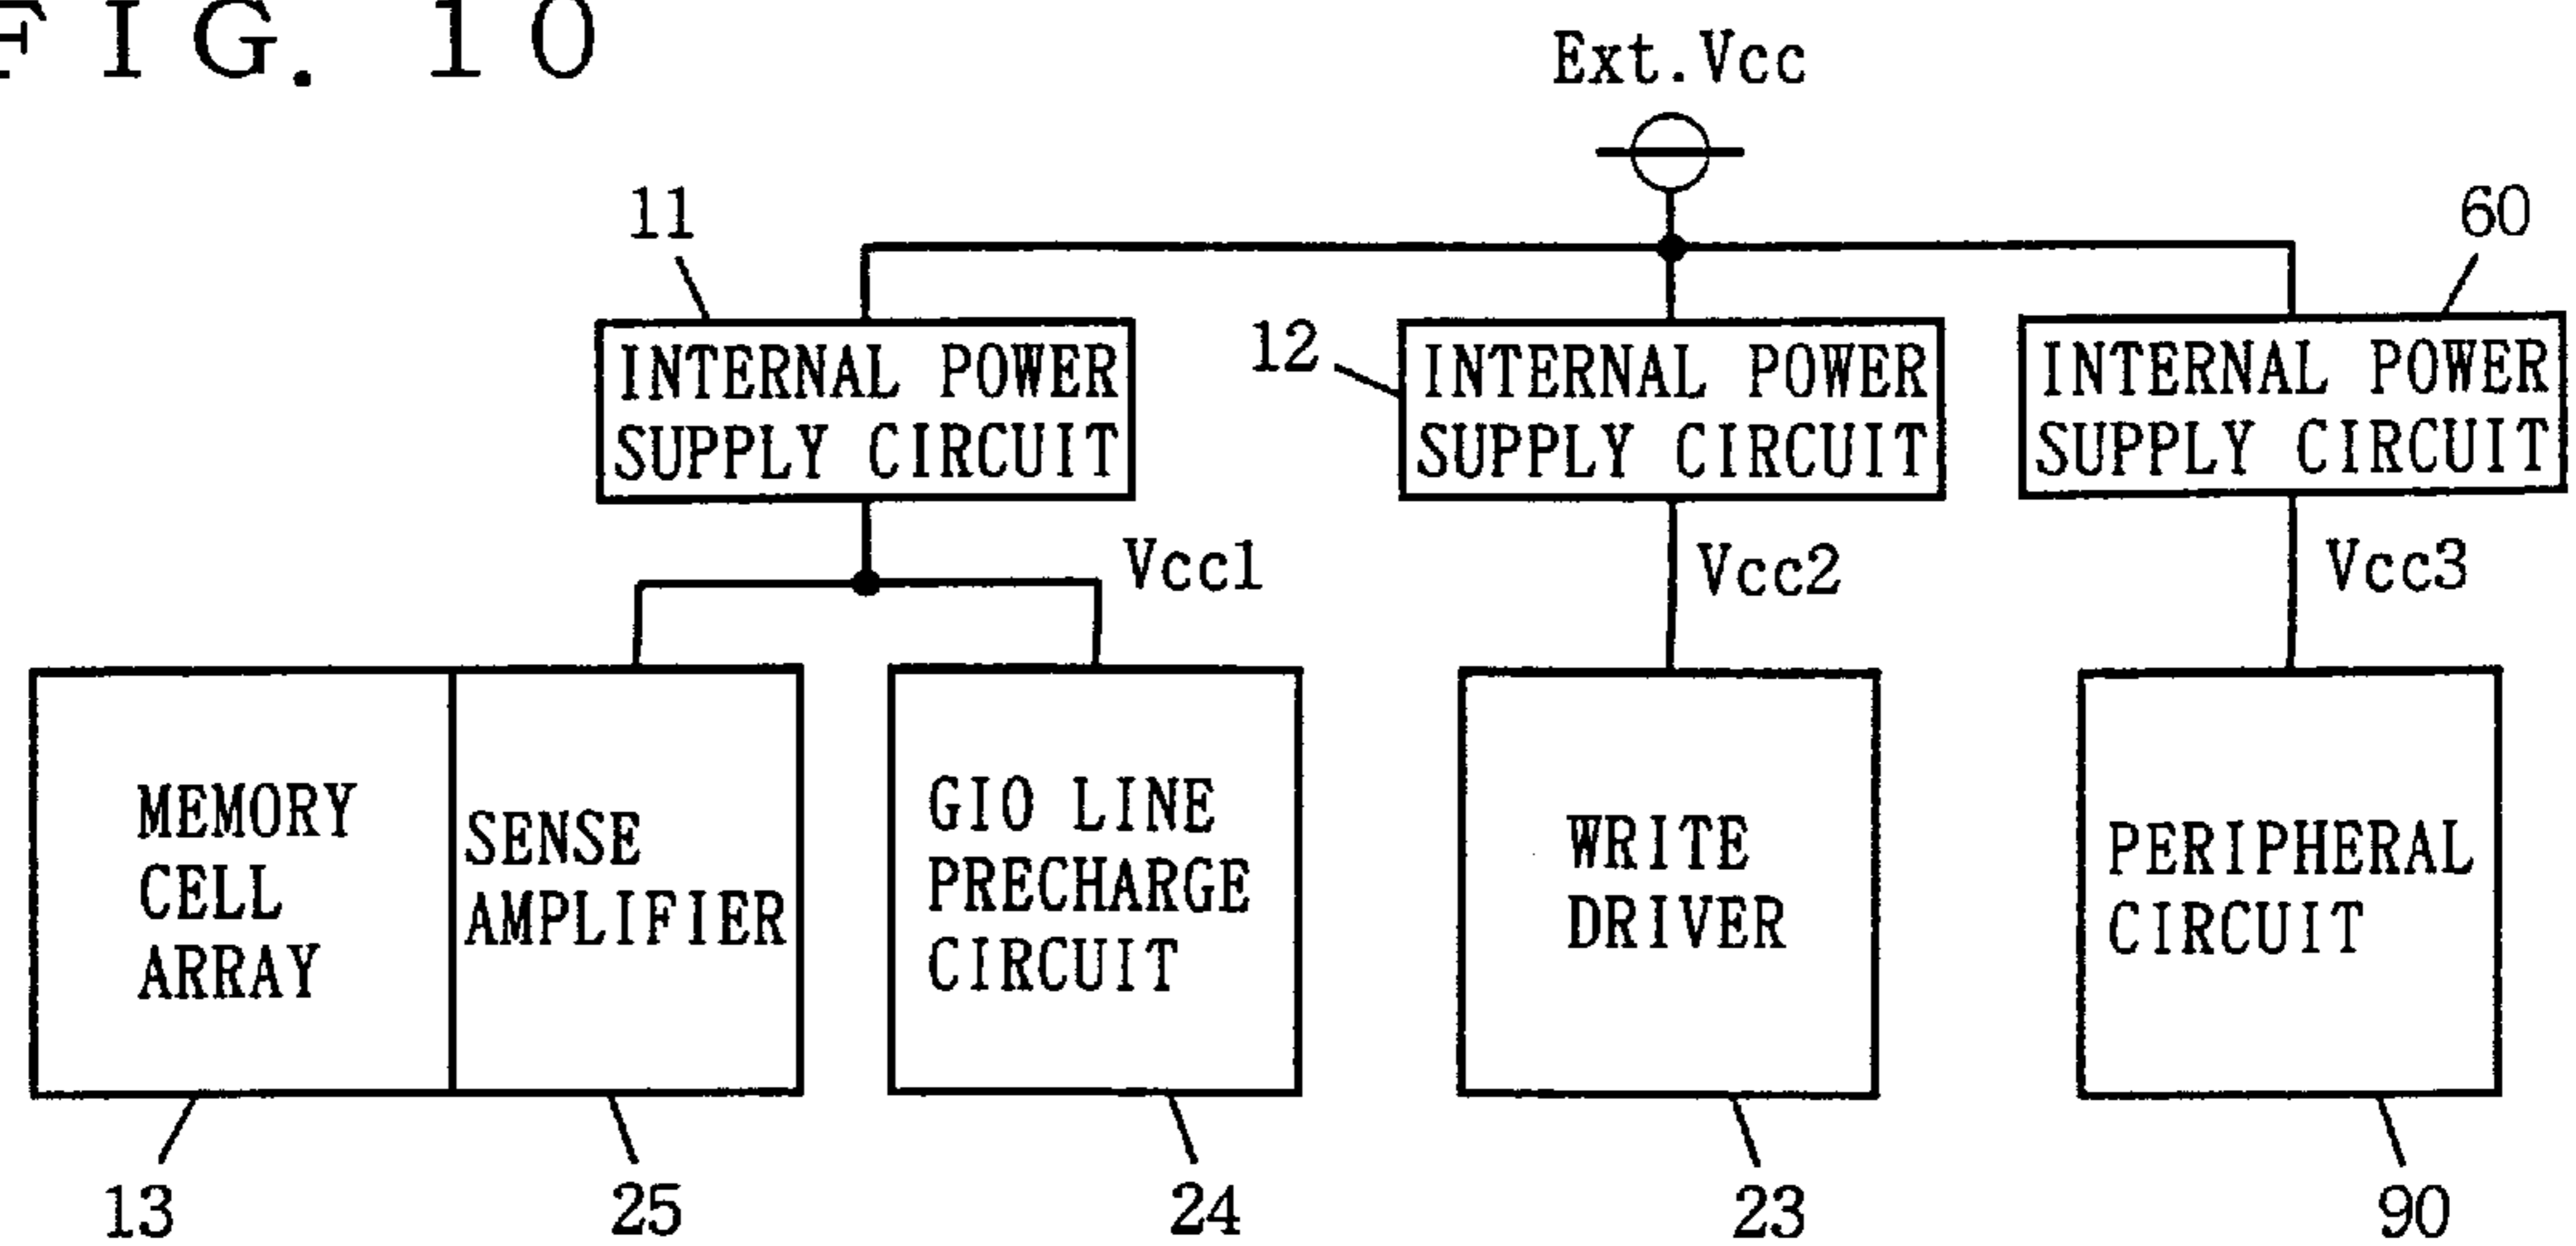 FIG. 10
Ext.Vcc
11
60
12
INTERNAL POWER
SUPPLY CIRCUIT
INTERNAL POWER
SUPPLY CIRCUIT
INTERNAL POWER
SUPPLY CIRCUIT
Vcc1
Vcc2
Vcc3
MEMORY
CELL
ARRAY
SENSE
AMPLIFIER
GIO LINE
PRECHARGE
CIRCUIT
WRITE
DRIVER
PERIPHERAL
CIRCUIT
13
25
24
23
90